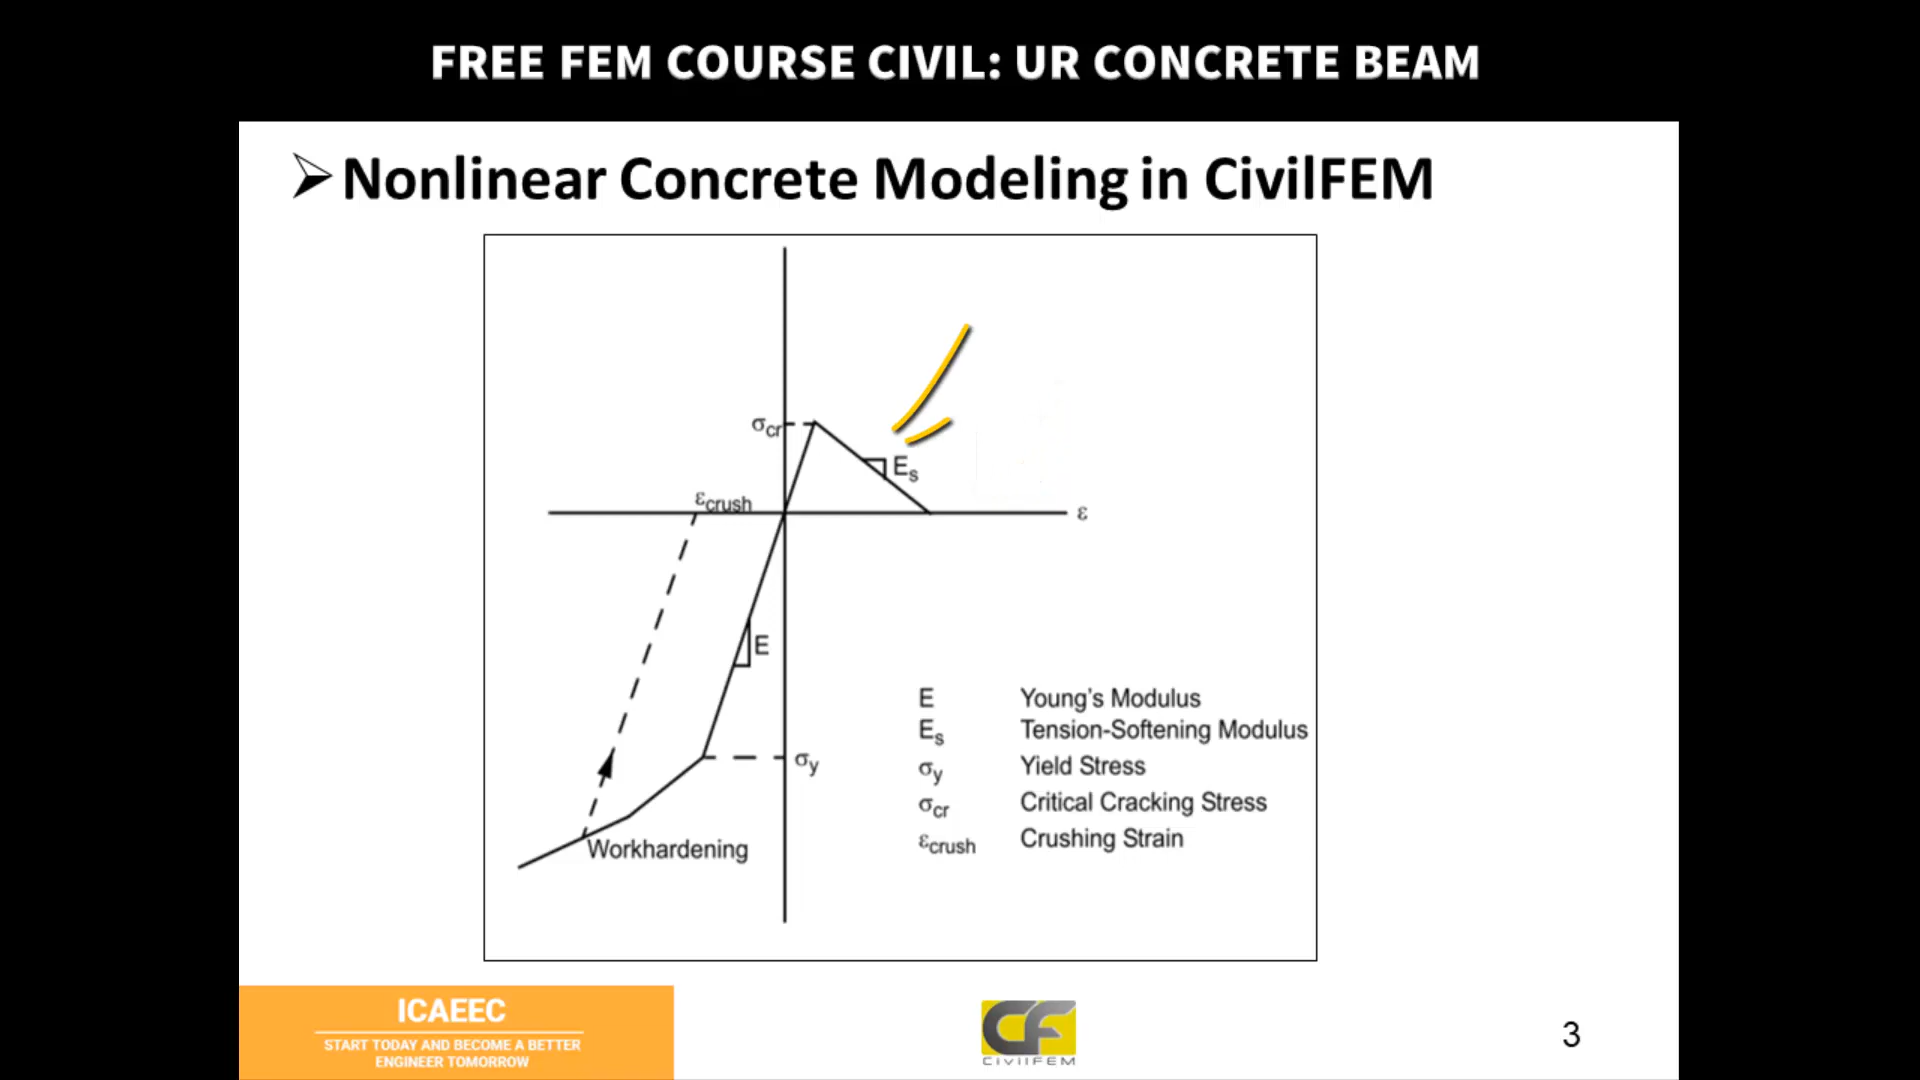 FREE FEM COURSE CIVIL: UR CONCRETE BEAM
➢Nonlinear Concrete Modeling in CivilFEM
σcr
Es
εcrush
ε
E
σy
Workhardening
E Young's Modulus
Es Tension-Softening Modulus
σy Yield Stress
σcr Critical Cracking Stress
εcrush Crushing Strain
ICAEEC
START TODAY AND BECOME A BETTER
ENGINEER TOMORROW
CF
CivilFEM
3